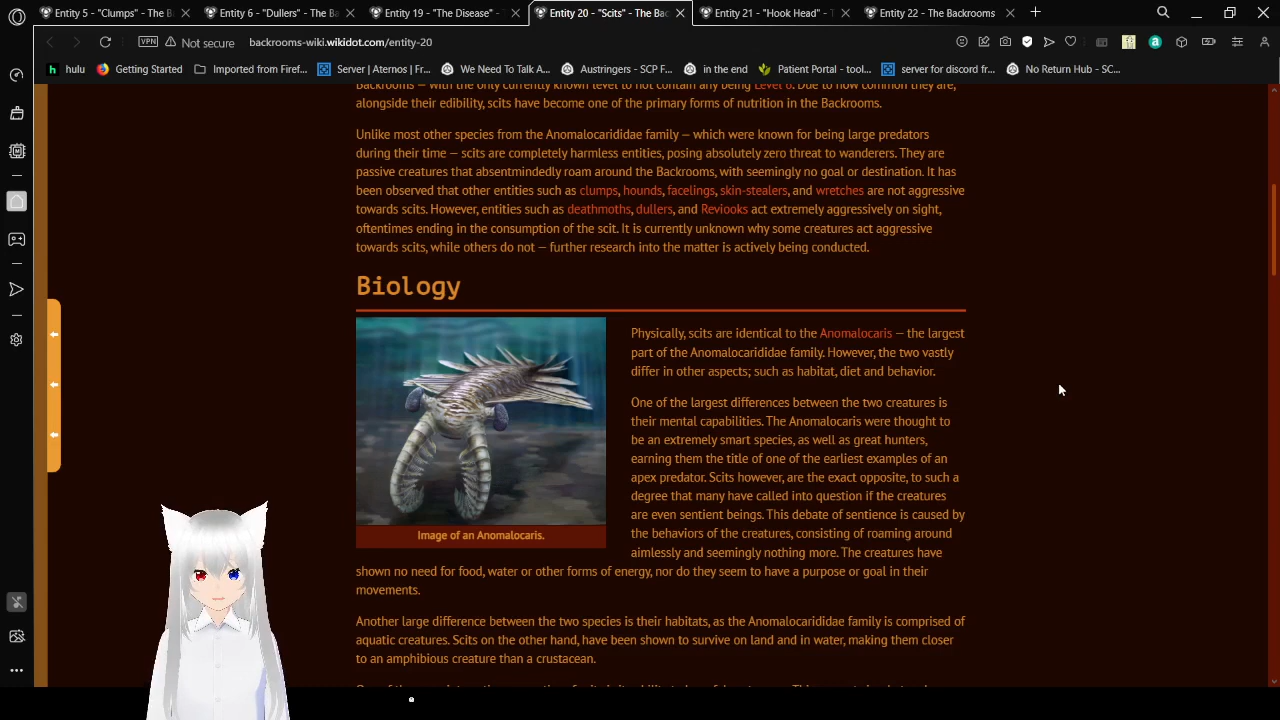 Entity 5 - "Clumps" - The B
Entity 6 - "Dullers" - The Ba
Entity 19 - "The Disease" -
Entity 20 - "Scits" - The Bac
Entity 21 - "Hook Head" - T
Entity 22 - The Backrooms
VPN
Not secure
backrooms-wiki.wikidot.com/entity-20
hulu
Getting Started
Imported from Firef...
Server | Aternos | Fr...
We Need To Talk A...
Austringers - SCP F...
in the end
Patient Portal - tool...
server for discord fr...
No Return Hub - SC...
Backrooms — with the only currently known level to not contain any being Level 6. Due to how common they are,
alongside their edibility, scits have become one of the primary forms of nutrition in the Backrooms.
Unlike most other species from the Anomalocarididae family — which were known for being large predators
during their time — scits are completely harmless entities, posing absolutely zero threat to wanderers. They are
passive creatures that absentmindedly roam around the Backrooms, with seemingly no goal or destination. It has
been observed that other entities such as clumps, hounds, facelings, skin-stealers, and wretches are not aggressive
towards scits. However, entities such as deathmoths, dullers, and Reviooks act extremely aggressively on sight,
oftentimes ending in the consumption of the scit. It is currently unknown why some creatures act aggressive
towards scits, while others do not — further research into the matter is actively being conducted.
Biology
Physically, scits are identical to the Anomalocaris — the largest
part of the Anomalocarididae family. However, the two vastly
differ in other aspects; such as habitat, diet and behavior.
One of the largest differences between the two creatures is
their mental capabilities. The Anomalocaris were thought to
be an extremely smart species, as well as great hunters,
earning them the title of one of the earliest examples of an
apex predator. Scits however, are the exact opposite, to such a
degree that many have called into question if the creatures
are even sentient beings. This debate of sentience is caused by
the behaviors of the creatures, consisting of roaming around
aimlessly and seemingly nothing more. The creatures have
Image of an Anomalocaris.
shown no need for food, water or other forms of energy, nor do they seem to have a purpose or goal in their
movements.
Another large difference between the two species is their habitats, as the Anomalocarididae family is comprised of
aquatic creatures. Scits on the other hand, have been shown to survive on land and in water, making them closer
to an amphibious creature than a crustacean.